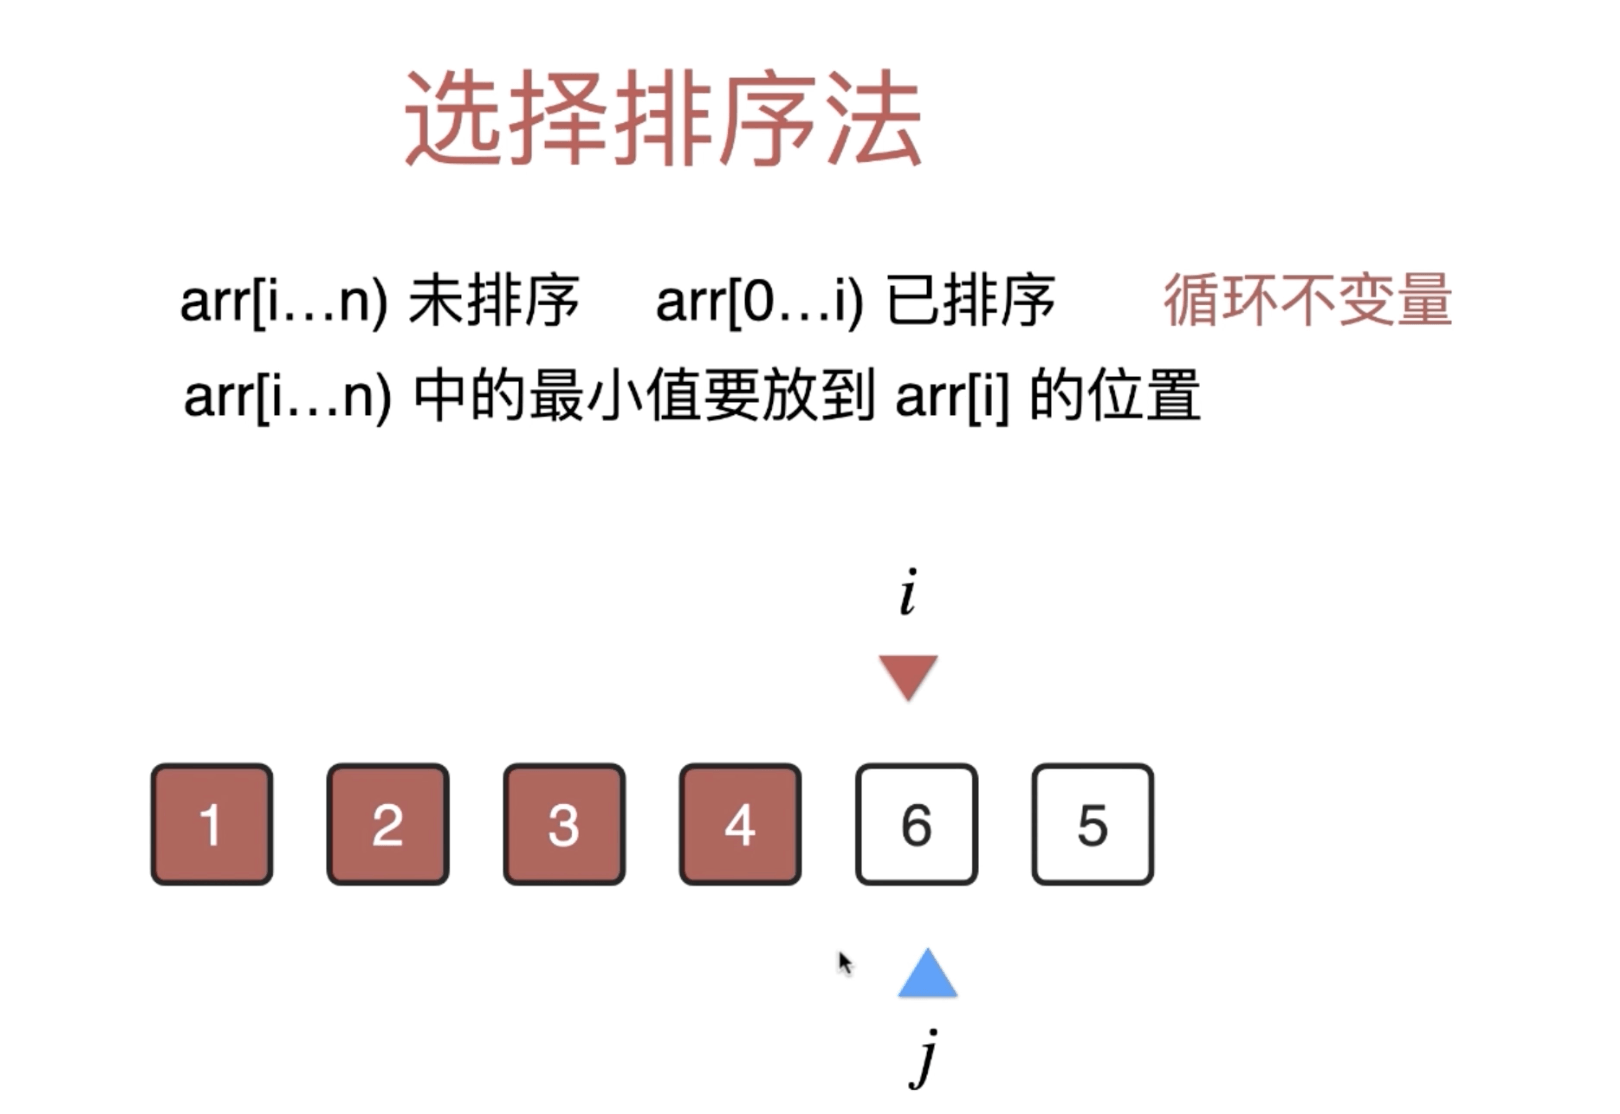 选择排序法
arr[i…n) 未排序 arr[0…i) 已排序 循环不变量
arr[i…n) 中的最小值要放到 arr[i] 的位置
i
1 2 3 4 6 5
j